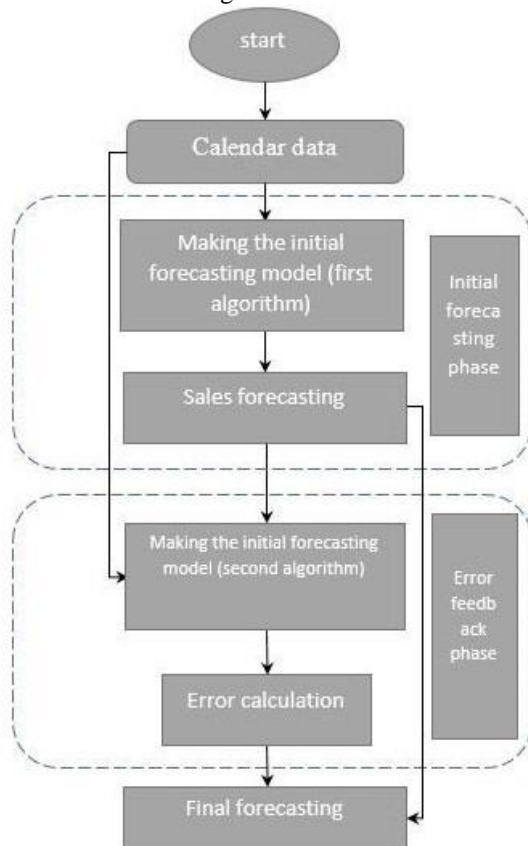 start
Calendar data
Making the initial
forecasting model (first
algorithm)
Initial
foreca
sting
phase
Sales forecasting
Making the initial forecasting
model (second algorithm)
Error
feedb
ack
phase
Error calculation
Final forecasting